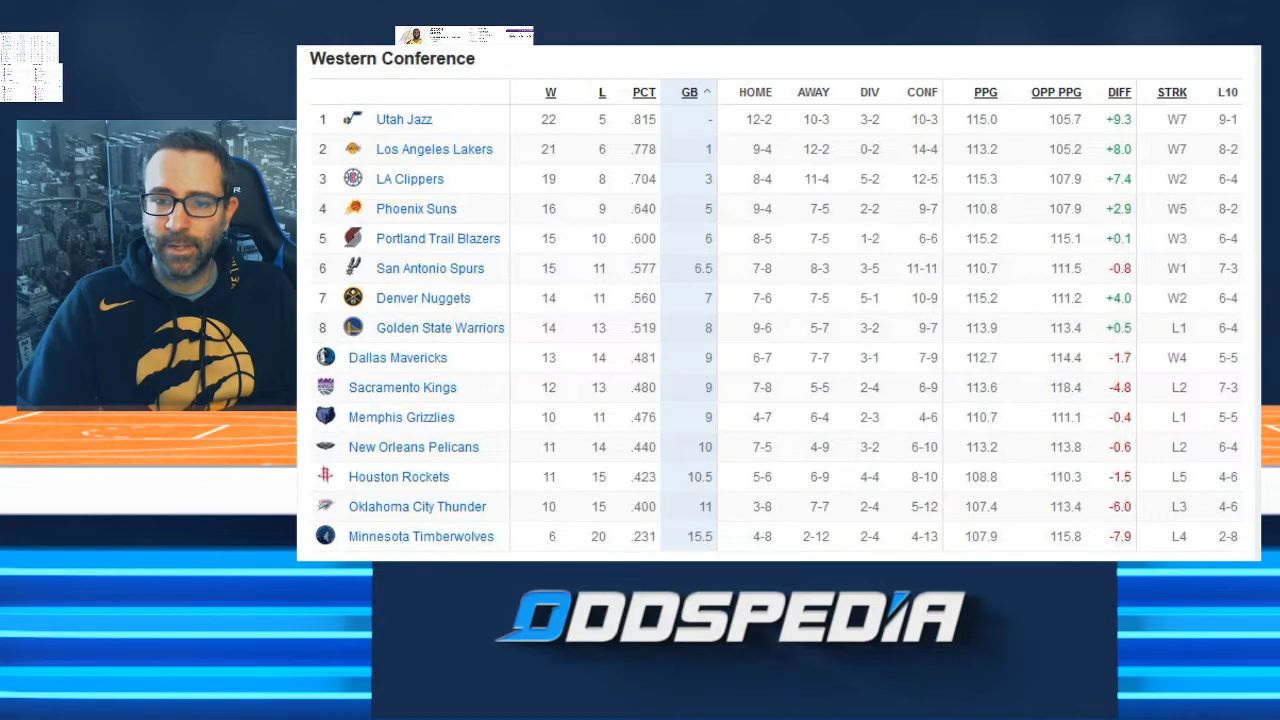 Western Conference
W L PCT GB HOME AWAY DIV CONF PPG OPP PPG DIFF STRK L10
1 Utah Jazz 22 5 .815 - 12-2 10-3 3-2 10-3 115.0 105.7 +9.3 W7 9-1
2 Los Angeles Lakers 21 6 .778 1 9-4 12-2 0-2 14-4 113.2 105.2 +8.0 W7 8-2
3 LA Clippers 19 8 .704 3 8-4 11-4 5-2 12-5 115.3 107.9 +7.4 W2 6-4
4 Phoenix Suns 16 9 .640 5 9-4 7-5 2-2 9-7 110.8 107.9 +2.9 W5 8-2
5 Portland Trail Blazers 15 10 .600 6 8-5 7-5 1-2 6-6 115.2 115.1 +0.1 W3 6-4
6 San Antonio Spurs 15 11 .577 6.5 7-8 8-3 3-5 11-11 110.7 111.5 -0.8 W1 7-3
7 Denver Nuggets 14 11 .560 7 7-6 7-5 5-1 10-9 115.2 111.2 +4.0 W2 6-4
8 Golden State Warriors 14 13 .519 8 9-6 5-7 3-2 9-7 113.9 113.4 +0.5 L1 6-4
Dallas Mavericks 13 14 .481 9 6-7 7-7 3-1 7-9 112.7 114.4 -1.7 W4 5-5
Sacramento Kings 12 13 .480 9 7-8 5-5 2-4 6-9 113.6 118.4 -4.8 L2 7-3
Memphis Grizzlies 10 11 .476 9 4-7 6-4 2-3 4-6 110.7 111.1 -0.4 L1 5-5
New Orleans Pelicans 11 14 .440 10 7-5 4-9 3-2 6-10 113.2 113.8 -0.6 L2 6-4
Houston Rockets 11 15 .423 10.5 5-6 6-9 4-4 8-10 108.8 110.3 -1.5 L5 4-6
Oklahoma City Thunder 10 15 .400 11 3-8 7-7 2-4 5-12 107.4 113.4 -6.0 L3 4-6
Minnesota Timberwolves 6 20 .231 15.5 4-8 2-12 2-4 4-13 107.9 115.8 -7.9 L4 2-8
ODDSPEDIA